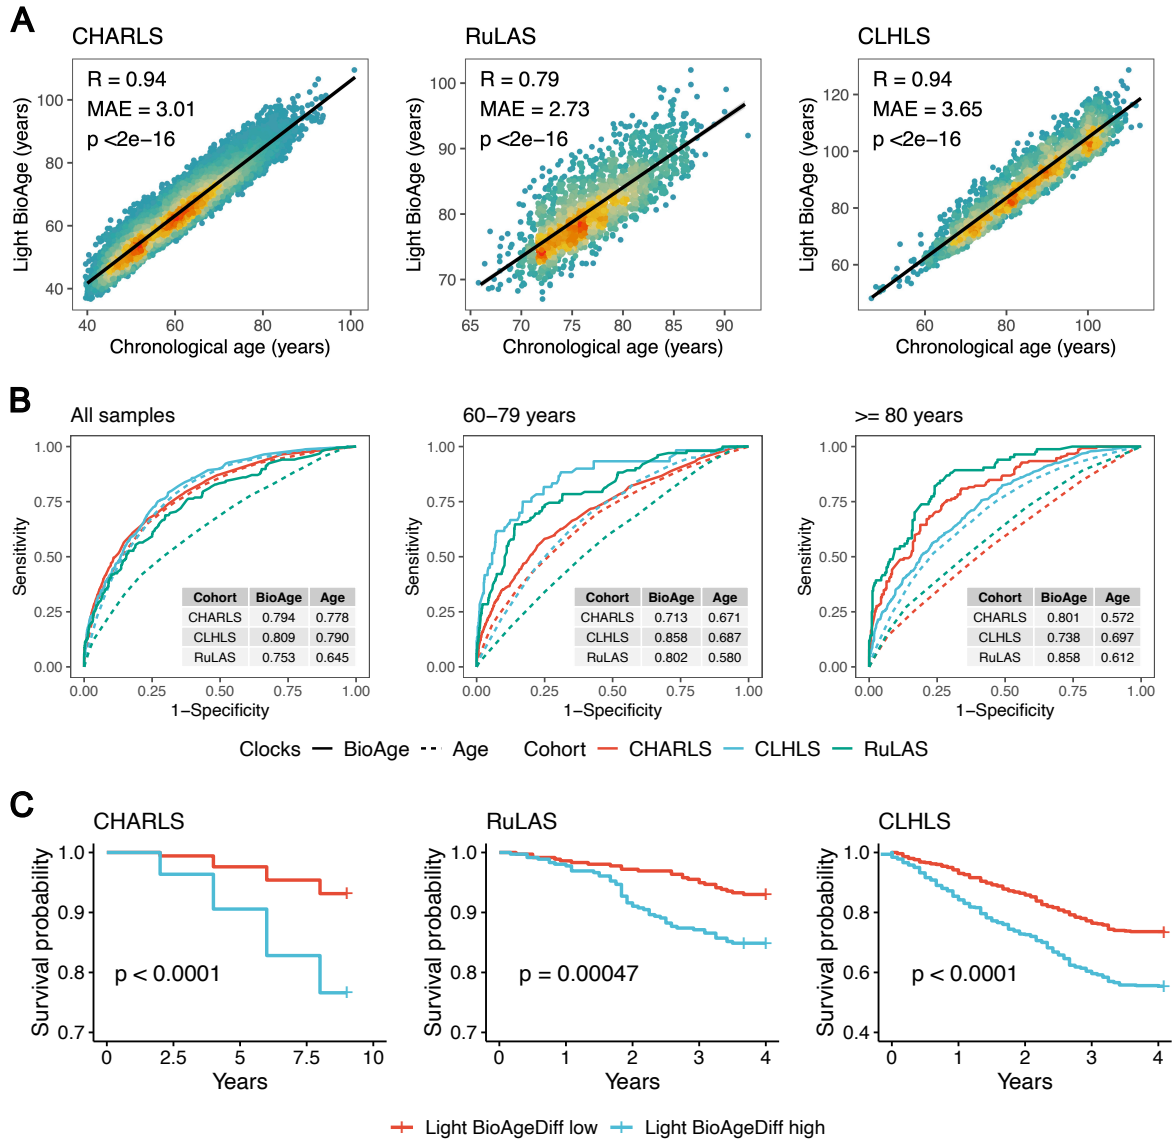 A
CHARLS
RuLAS
CLHLS
R = 0.94
MAE = 3.01
p <2e−16
R = 0.79
MAE = 2.73
p <2e−16
R = 0.94
MAE = 3.65
p <2e−16
Light BioAge (years)
100
80
60
40
40 60 80 100
Chronological age (years)
Light BioAge (years)
100
90
80
70
65 70 75 80 85 90
Chronological age (years)
Light BioAge (years)
120
100
80
60
60 80 100
Chronological age (years)
B
All samples
60−79 years
>= 80 years
Sensitivity
1.00
0.75
0.50
0.25
0.00
Cohort BioAge Age
CHARLS 0.794 0.778
CLHLS 0.809 0.790
RuLAS 0.753 0.645
0.00 0.25 0.50 0.75 1.00
1−Specificity
Sensitivity
1.00
0.75
0.50
0.25
0.00
Cohort BioAge Age
CHARLS 0.713 0.671
CLHLS 0.858 0.687
RuLAS 0.802 0.580
0.00 0.25 0.50 0.75 1.00
1−Specificity
Sensitivity
1.00
0.75
0.50
0.25
0.00
Cohort BioAge Age
CHARLS 0.801 0.572
CLHLS 0.738 0.697
RuLAS 0.858 0.612
0.00 0.25 0.50 0.75 1.00
1−Specificity
Clocks BioAge Age Cohort CHARLS CLHLS RuLAS
C
CHARLS
RuLAS
CLHLS
Survival probability
1.0
0.9
0.8
0.7
p < 0.0001
0 2.5 5 7.5 10
Years
Survival probability
1.0
0.9
0.8
0.7
p = 0.00047
0 1 2 3 4
Years
Survival probability
1.0
0.8
0.6
0.4
p < 0.0001
0 1 2 3 4
Years
Light BioAgeDiff low Light BioAgeDiff high